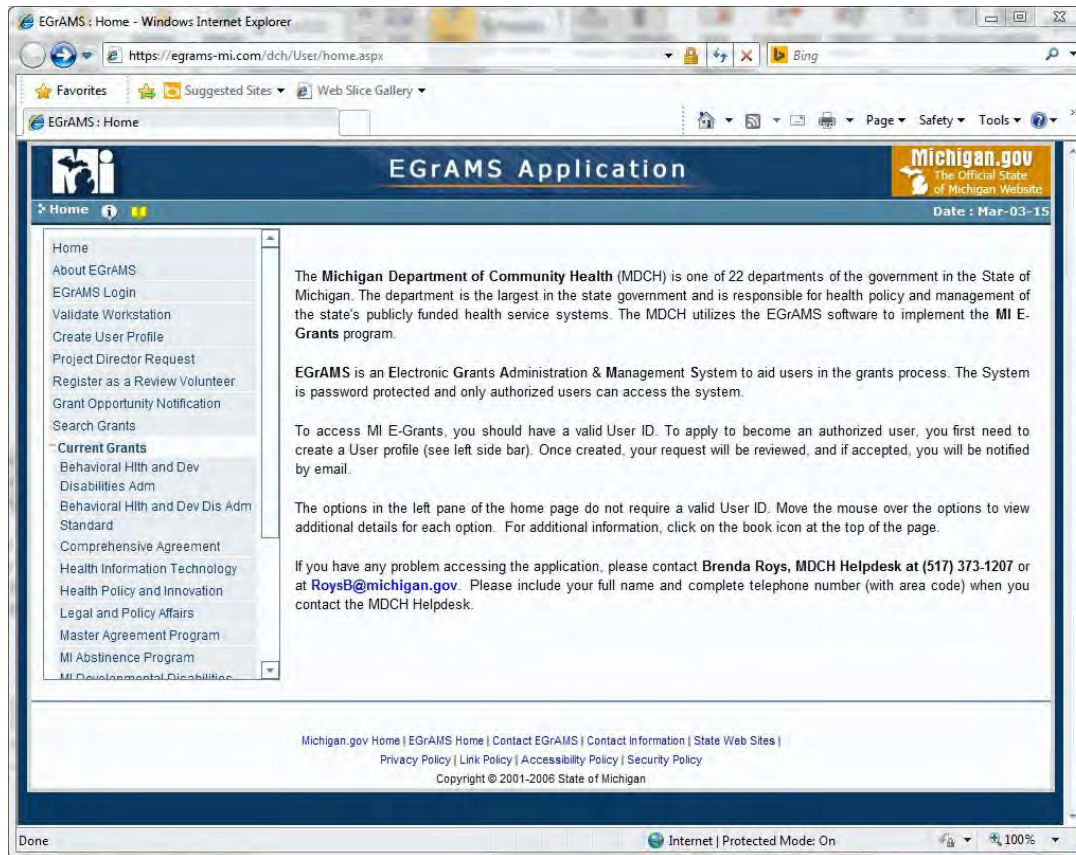 EGrAMS : Home - Windows Internet Explorer
https://egrams-mi.com/dch/User/home.aspx
Bing
Favorites
Suggested Sites
Web Slice Gallery
EGrAMS : Home
Page
Safety
Tools
EGrAMS Application
Michigan.gov
The Official State
of Michigan Website
Home
Date : Mar-03-15
Home
About EGrAMS
EGrAMS Login
Validate Workstation
Create User Profile
Project Director Request
Register as a Review Volunteer
Grant Opportunity Notification
Search Grants
Current Grants
Behavioral Hlth and Dev
Disabilities Adm
Behavioral Hlth and Dev Dis Adm
Standard
Comprehensive Agreement
Health Information Technology
Health Policy and Innovation
Legal and Policy Affairs
Master Agreement Program
MI Abstinence Program
MI Developmental Disabilities
The Michigan Department of Community Health (MDCH) is one of 22 departments of the government in the State of
Michigan. The department is the largest in the state government and is responsible for health policy and management of
the state's publicly funded health service systems. The MDCH utilizes the EGrAMS software to implement the MI E-
Grants program.
EGrAMS is an Electronic Grants Administration & Management System to aid users in the grants process. The System
is password protected and only authorized users can access the system.
To access MI E-Grants, you should have a valid User ID. To apply to become an authorized user, you first need to
create a User profile (see left side bar). Once created, your request will be reviewed, and if accepted, you will be notified
by email.
The options in the left pane of the home page do not require a valid User ID. Move the mouse over the options to view
additional details for each option. For additional information, click on the book icon at the top of the page.
If you have any problem accessing the application, please contact Brenda Roys, MDCH Helpdesk at (517) 373-1207 or
at RoysB@michigan.gov. Please include your full name and complete telephone number (with area code) when you
contact the MDCH Helpdesk.
Michigan.gov Home | EGrAMS Home | Contact EGrAMS | Contact Information | State Web Sites |
Privacy Policy | Link Policy | Accessibility Policy | Security Policy
Copyright © 2001-2006 State of Michigan
Done
Internet | Protected Mode: On
100%